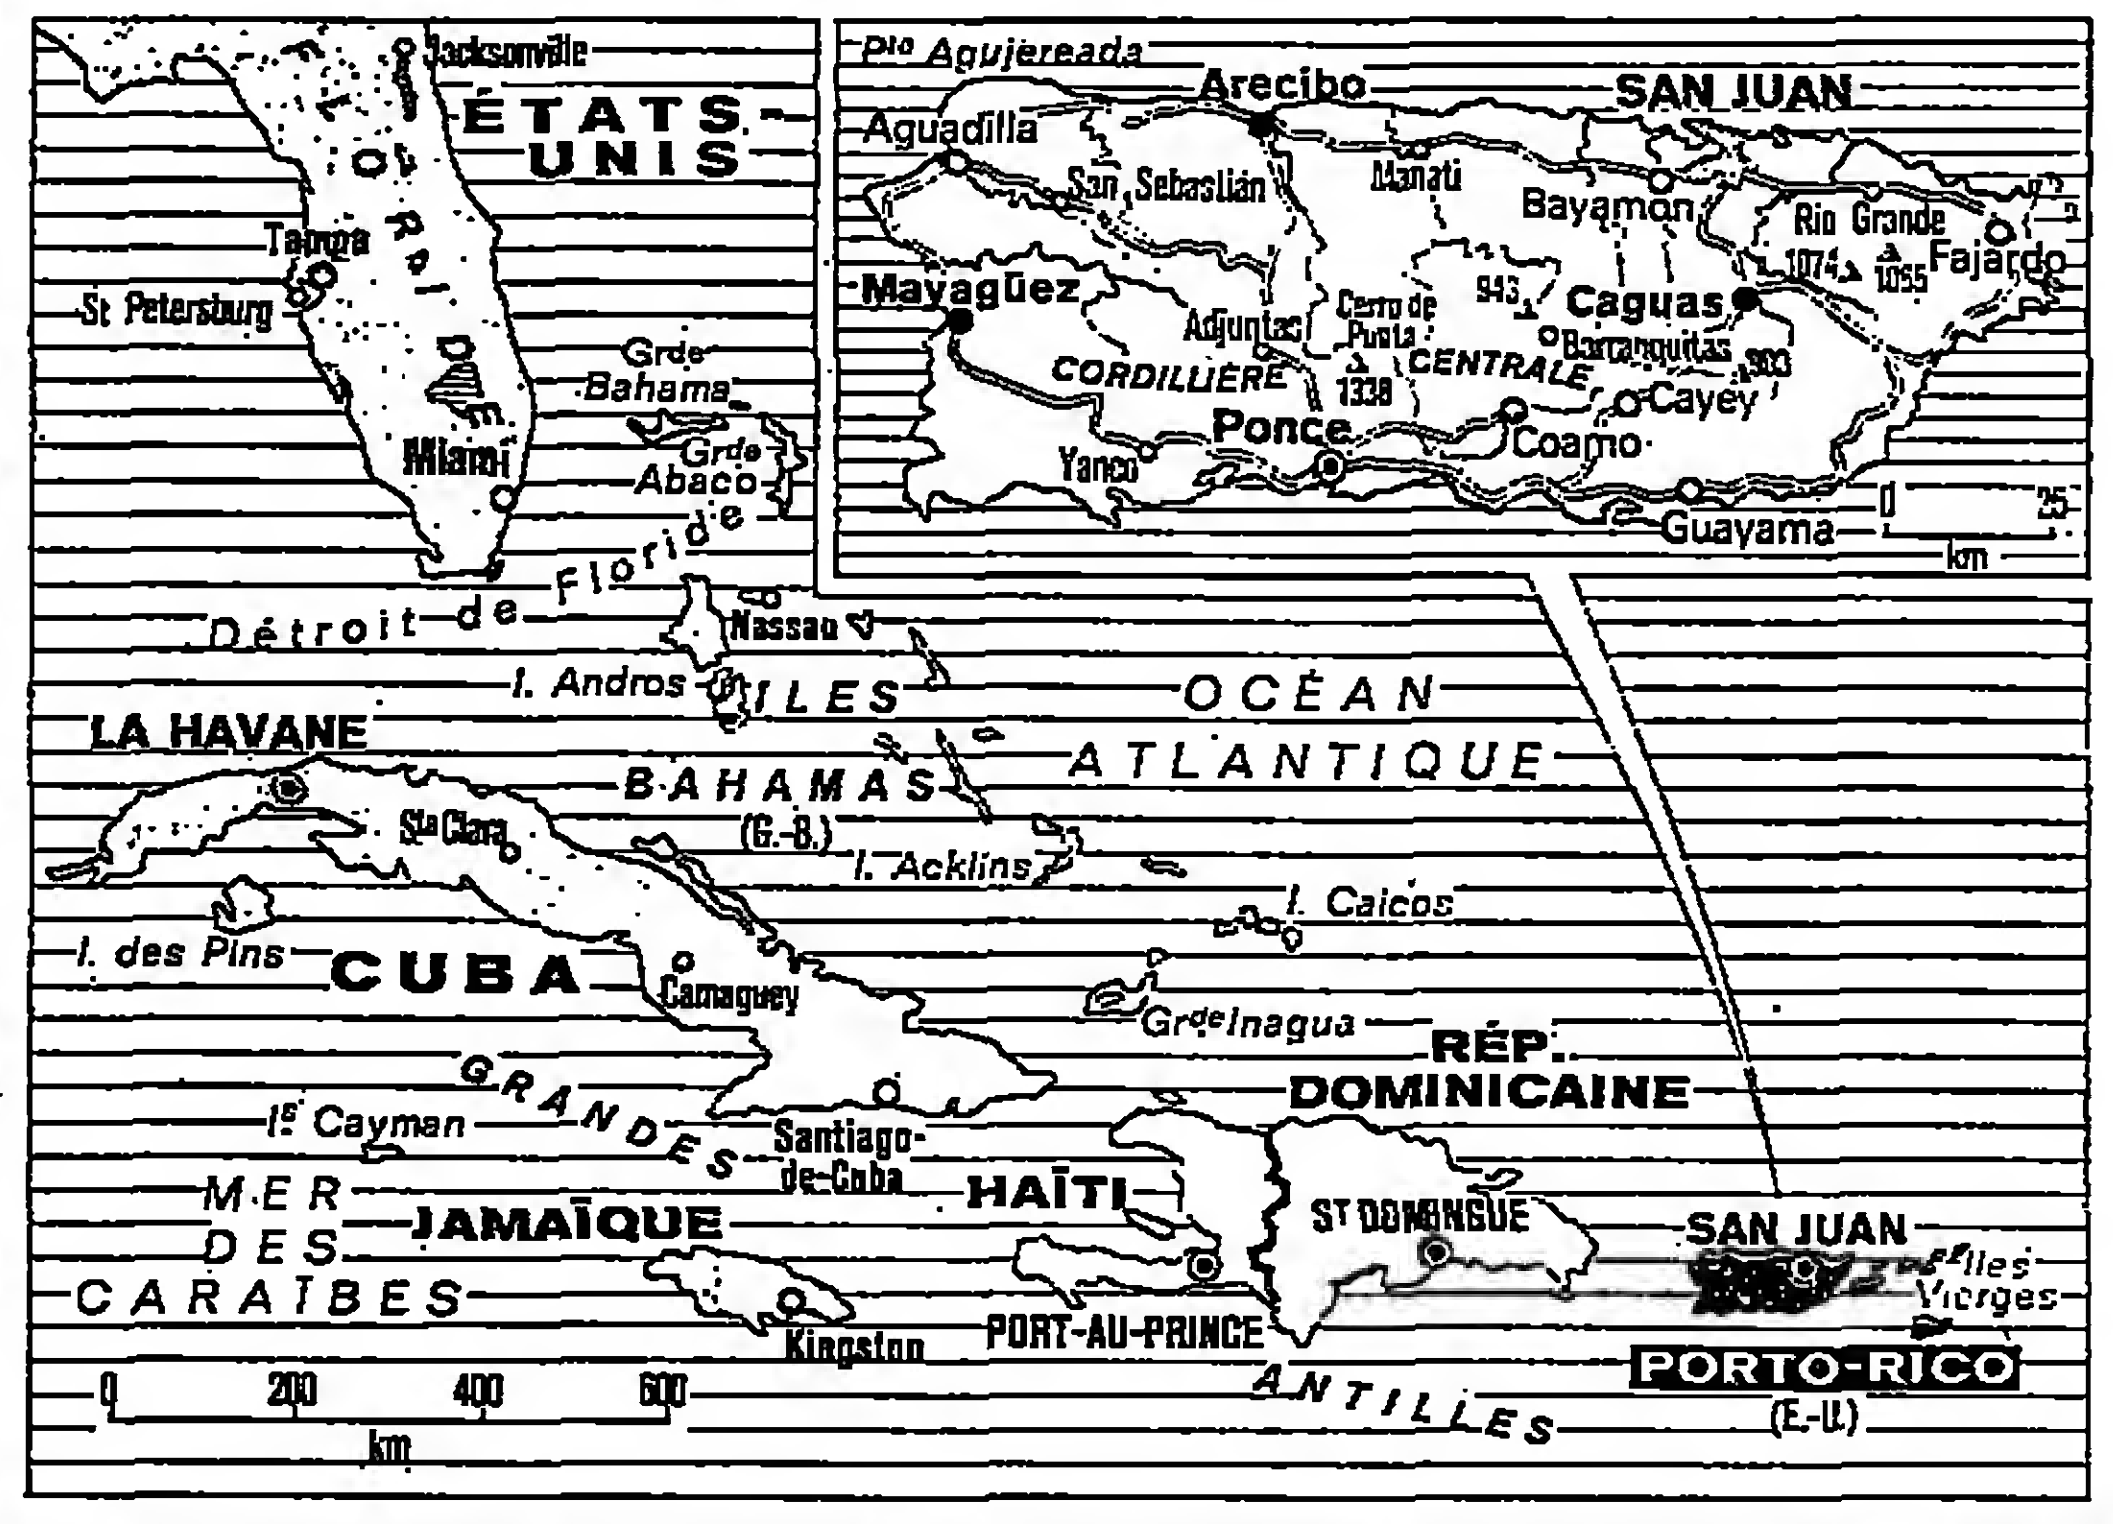 Jacksonville
ÉTATS-
UNIS
FLORIDE
Tampa
St Petersburg
Miami
Grde
Bahama
Grde
Abaco
Détroit de Floride
Nassau
I. Andros
ILES
BAHAMAS
(G.-B.)
OCÉAN
ATLANTIQUE
LA HAVANE
Sta Clara
I. Acklins
I. Caicos
I. des Pins
CUBA
Camaguey
Grde Inagua
RÉP.
DOMINICAINE
GRANDES
Is Cayman
Santiago-
de-Cuba
MER
DES
CARAÏBES
JAMAÏQUE
HAÏTI
ST DOMINGUE
SAN JUAN
Iles
Vierges
Kingston
PORT-AU-PRINCE
PORTO-RICO
(E.-U.)
ANTILLES
0 200 400 600
km
Pta Agujereada
Arecibo
SAN JUAN
Aguadilla
San Sebastián
Manati
Bayamon
Rio Grande
Fajardo
1074
1065
Mayagüez
Adjuntas
Cerro de
Punta
1338
943
Caguas
Barranquitas
903
CORDILLIÈRE CENTRALE
Cayey
Ponce
Coamo
Yanco
Guayama
0 25
km